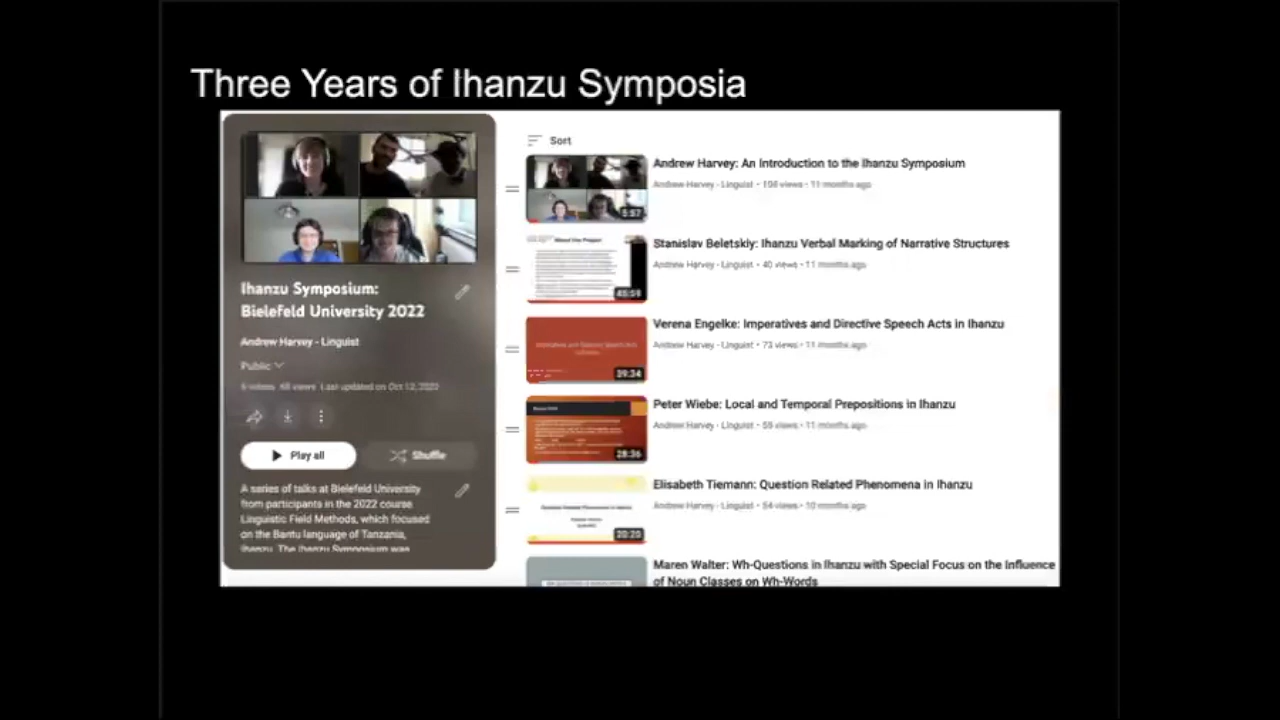 Three Years of Ihanzu Symposia
Ihanzu Symposium:
Bielefeld University 2022
Andrew Harvey - Linguist
Public
Last updated on Oct 12, 2022
Play all
Shuffle
A series of talks at Bielefeld University
from participants in the 2022 course
Linguistic Field Methods, which focused
on the Bantu language of Tanzania,
Ihanzu. The Ihanzu Symposium was
Sort
5:57
Andrew Harvey: An Introduction to the Ihanzu Symposium
Andrew Harvey - Linguist • views • 11 months ago
45:59
Stanislav Beletskiy: Ihanzu Verbal Marking of Narrative Structures
Andrew Harvey - Linguist • 40 views • 11 months ago
39:34
Verena Engelke: Imperatives and Directive Speech Acts in Ihanzu
Andrew Harvey - Linguist • 73 views • 11 months ago
28:36
Peter Wiebe: Local and Temporal Prepositions in Ihanzu
Andrew Harvey - Linguist • views • 11 months ago
20:20
Elisabeth Tiemann: Question Related Phenomena in Ihanzu
Andrew Harvey - Linguist • 54 views • 10 months ago
Maren Walter: Wh-Questions in Ihanzu with Special Focus on the Influence
of Noun Classes on Wh-Words